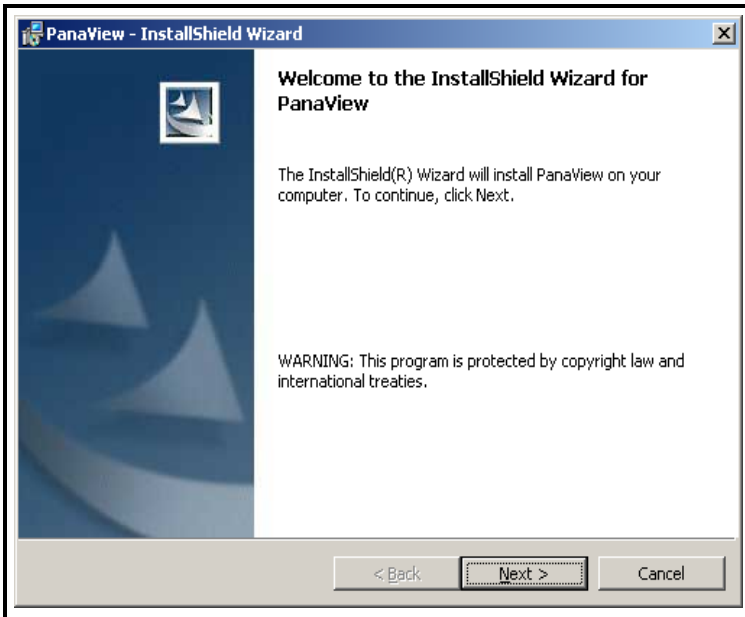 PanaView - InstallShield Wizard
Welcome to the InstallShield Wizard for
PanaView
The InstallShield(R) Wizard will install PanaView on your
computer. To continue, click Next.
WARNING: This program is protected by copyright law and
international treaties.
< Back
Next >
Cancel